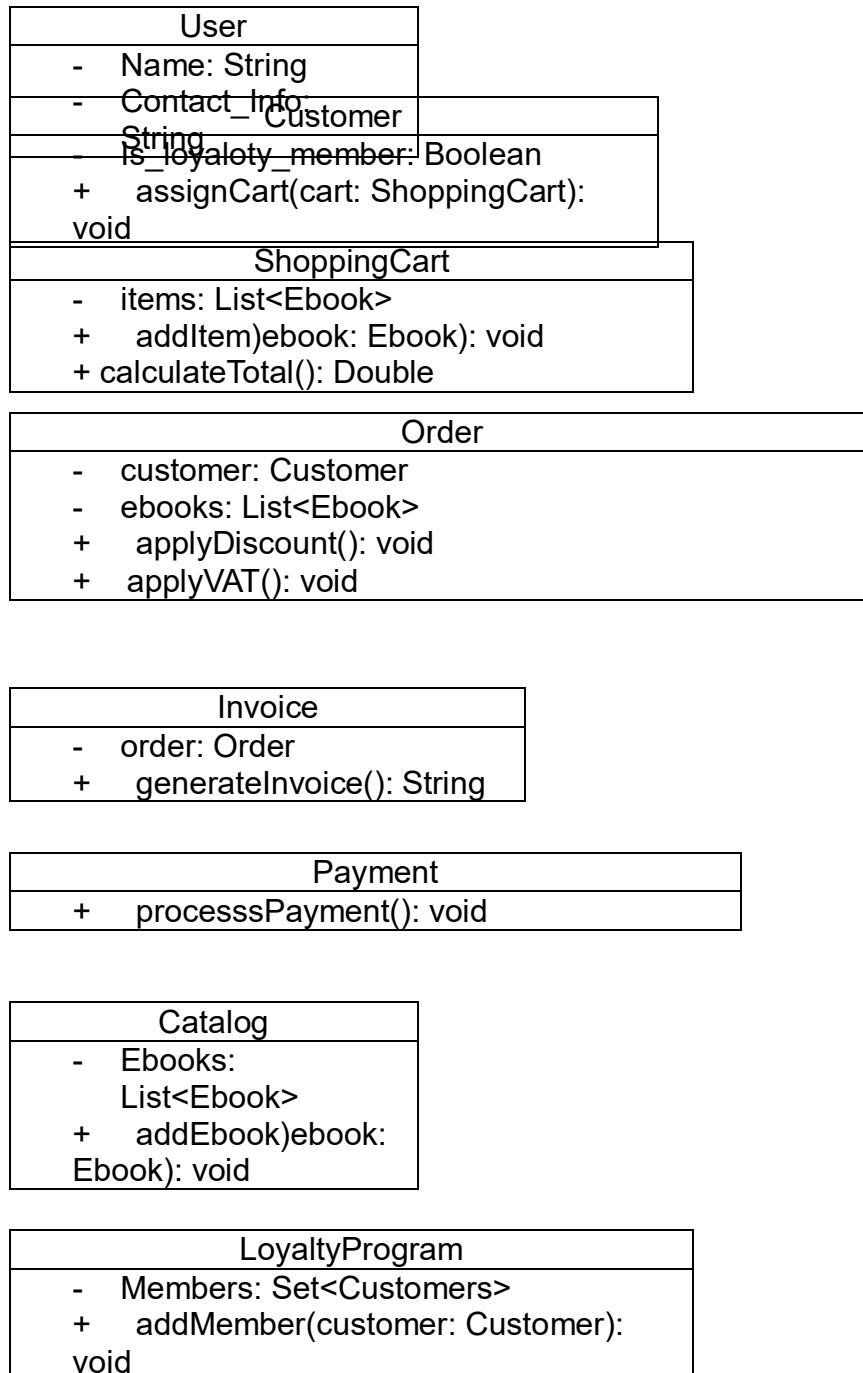 User
- Name: String
- Contact_Info:
String
Customer
- Is_loyaloty_member: Boolean
+ assignCart(cart: ShoppingCart):
void
ShoppingCart
- items: List<Ebook>
+ addItem)ebook: Ebook): void
+ calculateTotal(): Double
Order
- customer: Customer
- ebooks: List<Ebook>
+ applyDiscount(): void
+ applyVAT(): void
Invoice
- order: Order
+ generateInvoice(): String
Payment
+ processsPayment(): void
Catalog
- Ebooks:
List<Ebook>
+ addEbook)ebook:
Ebook): void
LoyaltyProgram
- Members: Set<Customers>
+ addMember(customer: Customer):
void